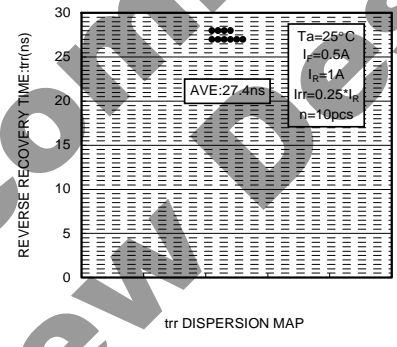 REVERSE RECOVERY TIME:trr(ns)
30
25
20
15
10
5
0
Ta=25°C
IF=0.5A
IR=1A
Irr=0.25*IR
n=10pcs
AVE:27.4ns
trr DISPERSION MAP